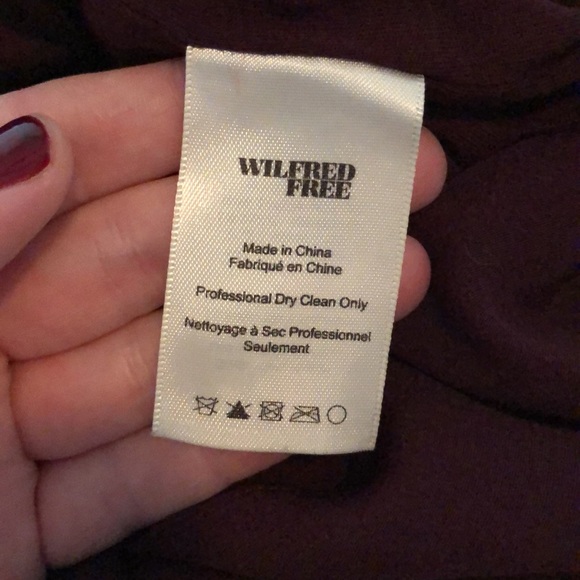 WILFRED
FREE
Made in China
Fabriqué en Chine
Professional Dry Clean Only
Nettoyage à Sec Professionnel
Seulement